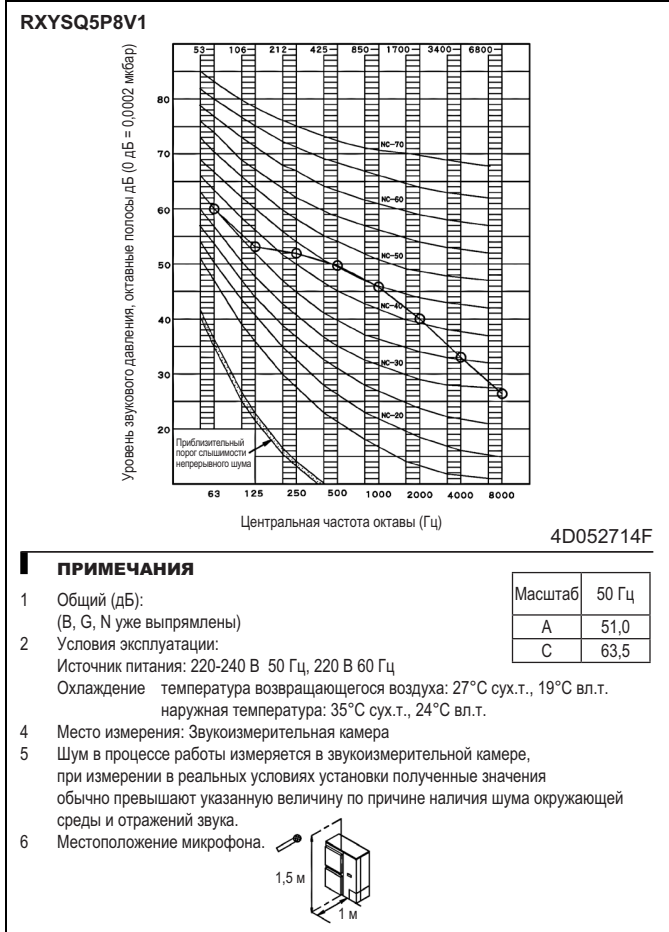 RXYSQ5P8V1
Уровень звукового давления, октавные полосы дБ (0 дБ = 0,0002 мкбар)
53 106 212 425 850 1700 3400 6800
80
70
60
50
40
30
20
NC-70
NC-60
NC-50
NC-40
NC-30
NC-20
Приблизительный
порог слышимости
непрерывного шума
63 125 250 500 1000 2000 4000 8000
Центральная частота октавы (Гц)
4D052714F
ПРИМЕЧАНИЯ
1 Общий (дБ):
(B, G, N уже выпрямлены)
Масштаб 50 Гц
A 51,0
C 63,5
2 Условия эксплуатации:
Источник питания: 220-240 В 50 Гц, 220 В 60 Гц
Охлаждение температура возвращающегося воздуха: 27°C сух.т., 19°C вл.т.
наружная температура: 35°C сух.т., 24°C вл.т.
4 Место измерения: Звукоизмерительная камера
5 Шум в процессе работы измеряется в звукоизмерительной камере,
при измерении в реальных условиях установки полученные значения
обычно превышают указанную величину по причине наличия шума окружающей
среды и отражений звука.
6 Местоположение микрофона.
1,5 м
1 м